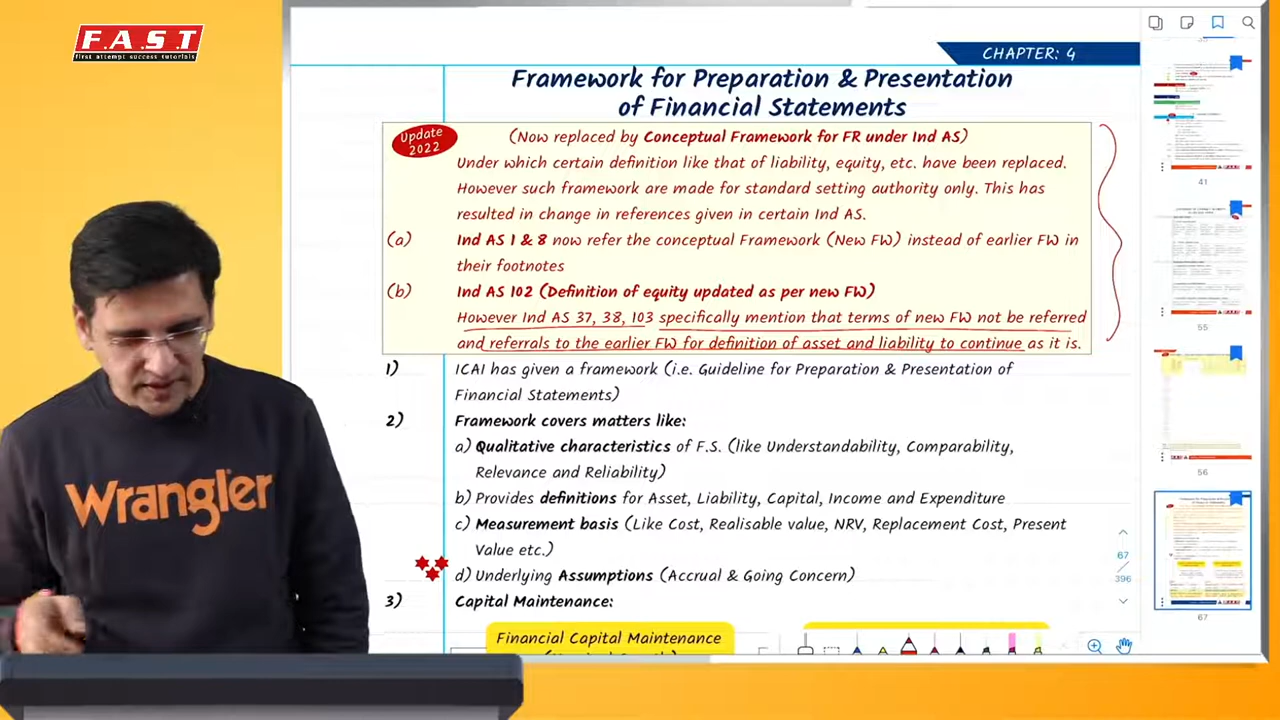 F.A.S.T
first attempt success tutorials
CHAPTER: 4
Framework for Preparation & Presentation
of Financial Statements
Update
2022
(Now replaced by Conceptual Framework for FR under Ind AS)
Under which certain definition like that of liability, equity, etc. have been replaced.
However such framework are made for standard setting authority only. This has
resulted in change in references given in certain Ind AS.
(a) Ind AS 1 & 8 now refer the conceptual Framework (New FW) instead of earlier FW in
their footnotes
(b) Ind AS 102 (Definition of equity updated as per new FW)
However Ind AS 37, 38, 103 specifically mention that terms of new FW not be referred
and referrals to the earlier FW for definition of asset and liability to continue as it is.
1) ICAI has given a framework (i.e. Guideline for Preparation & Presentation of
Financial Statements)
2) Framework covers matters like:
a) Qualitative characteristics of F.S. (like Understandability, Comparability,
Relevance and Reliability)
b) Provides definitions for Asset, Liability, Capital, Income and Expenditure
c) Measurement basis (Like Cost, Realisable value, NRV, Replacement Cost, Present
Value etc.)
d) Underlying Assumptions (Accrual & Going Concern)
3) Capital Maintenance:
Financial Capital Maintenance
67
396
41
55
56
67
Wrangler